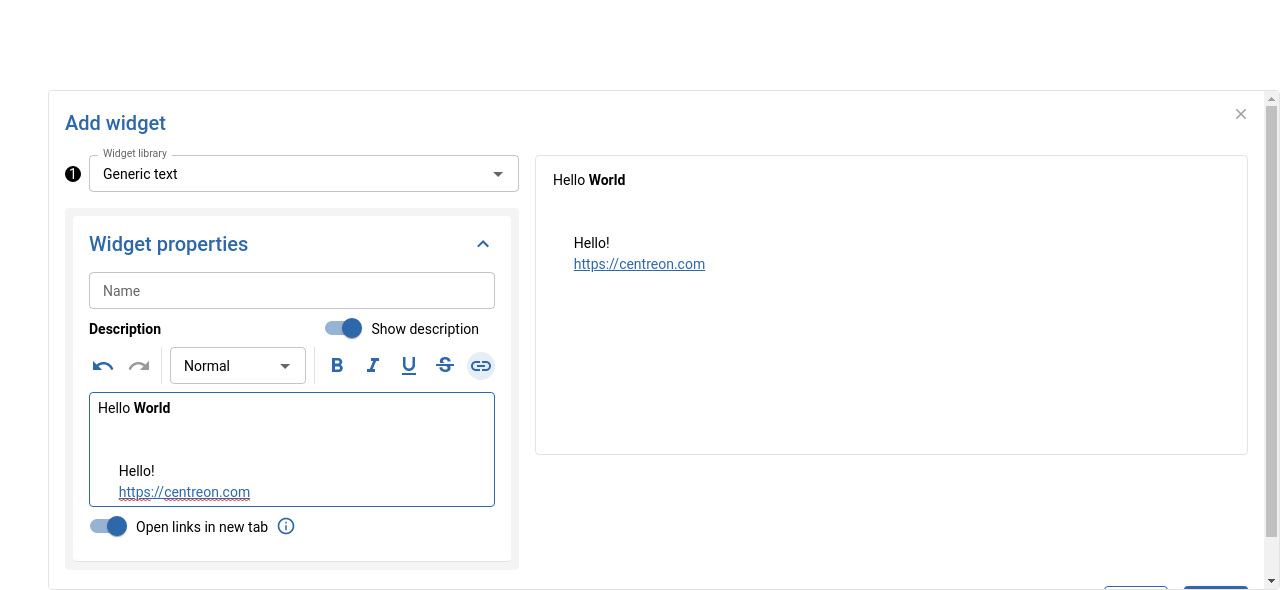 Add widget
Widget library
1 Generic text
Widget properties
Name
Description Show description
Normal B I U S
Hello World
Hello!
https://centreon.com
Open links in new tab
Hello World
Hello!
https://centreon.com